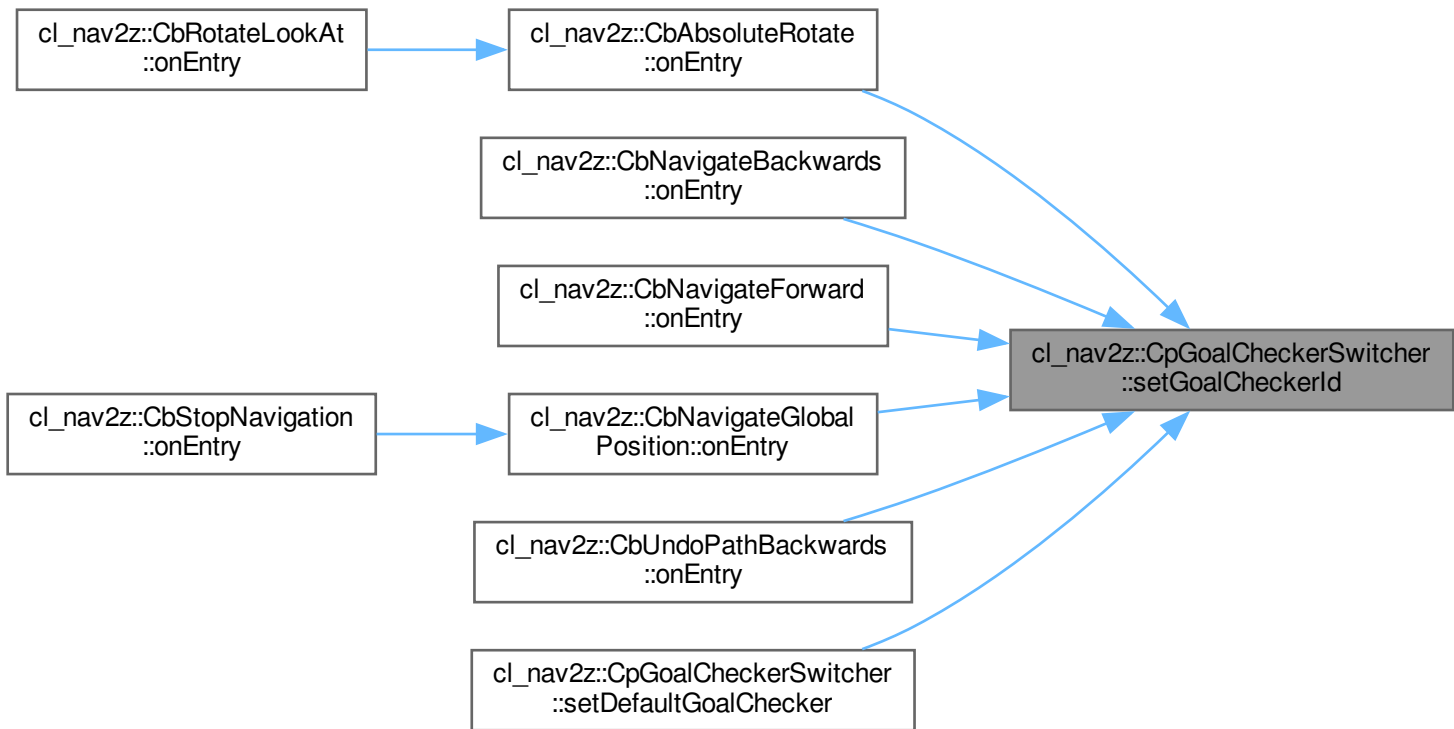 cl_nav2z::CbRotateLookAt
::onEntry
cl_nav2z::CbAbsoluteRotate
::onEntry
cl_nav2z::CbNavigateBackwards
::onEntry
cl_nav2z::CbNavigateForward
::onEntry
cl_nav2z::CpGoalCheckerSwitcher
::setGoalCheckerId
cl_nav2z::CbStopNavigation
::onEntry
cl_nav2z::CbNavigateGlobal
Position::onEntry
cl_nav2z::CbUndoPathBackwards
::onEntry
cl_nav2z::CpGoalCheckerSwitcher
::setDefaultGoalChecker